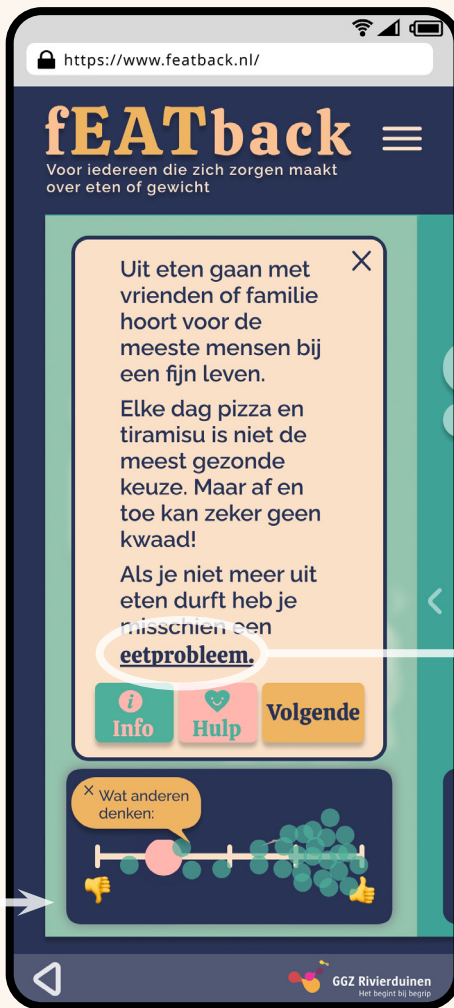 https://www.featback.nl/
fEATback
Voor iedereen die zich zorgen maakt
over eten of gewicht
Uit eten gaan met
vrienden of familie
hoort voor de
meeste mensen bij
een fijn leven.
Elke dag pizza en
tiramisu is niet de
meest gezonde
keuze. Maar af en
toe kan zeker geen
kwaad!
Als je niet meer uit
eten durft heb je
misschien een
eetprobleem.
Info
Hulp
Volgende
Wat anderen
denken:
GGZ Rivierduinen
Het begint bij begrip